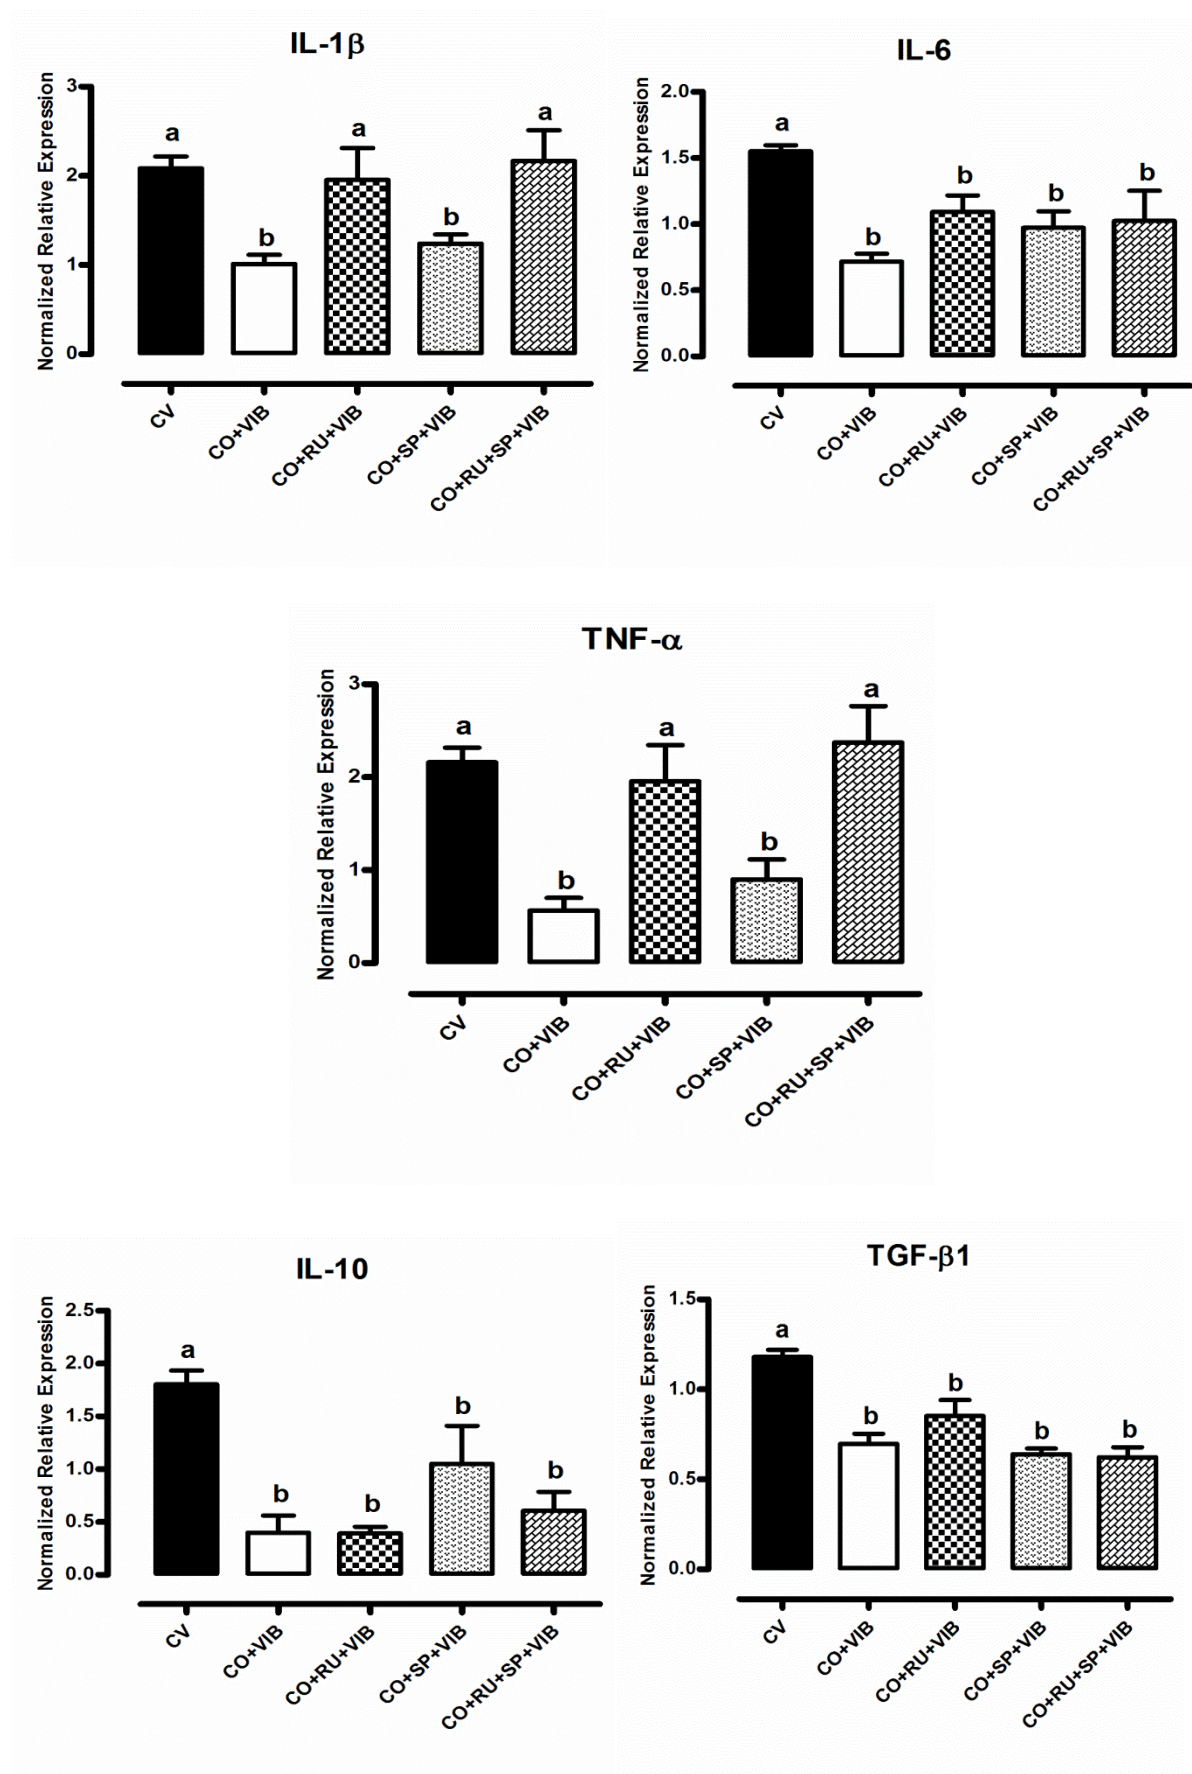 IL-1β
Normalized Relative Expression
3
2
1
0
a
b
a
b
a
CV
CO+VIB
CO+RU+VIB
CO+SP+VIB
CO+RU+SP+VIB
IL-6
Normalized Relative Expression
2.0
1.5
1.0
0.5
0.0
a
b
b
b
b
CV
CO+VIB
CO+RU+VIB
CO+SP+VIB
CO+RU+SP+VIB
TNF-α
Normalized Relative Expression
3
2
1
0
a
b
a
b
a
CV
CO+VIB
CO+RU+VIB
CO+SP+VIB
CO+RU+SP+VIB
IL-10
Normalized Relative Expression
2.5
2.0
1.5
1.0
0.5
0.0
a
b
b
b
b
CV
CO+VIB
CO+RU+VIB
CO+SP+VIB
CO+RU+SP+VIB
TGF-β1
Normalized Relative Expression
1.5
1.0
0.5
0.0
a
b
b
b
b
CV
CO+VIB
CO+RU+VIB
CO+SP+VIB
CO+RU+SP+VIB